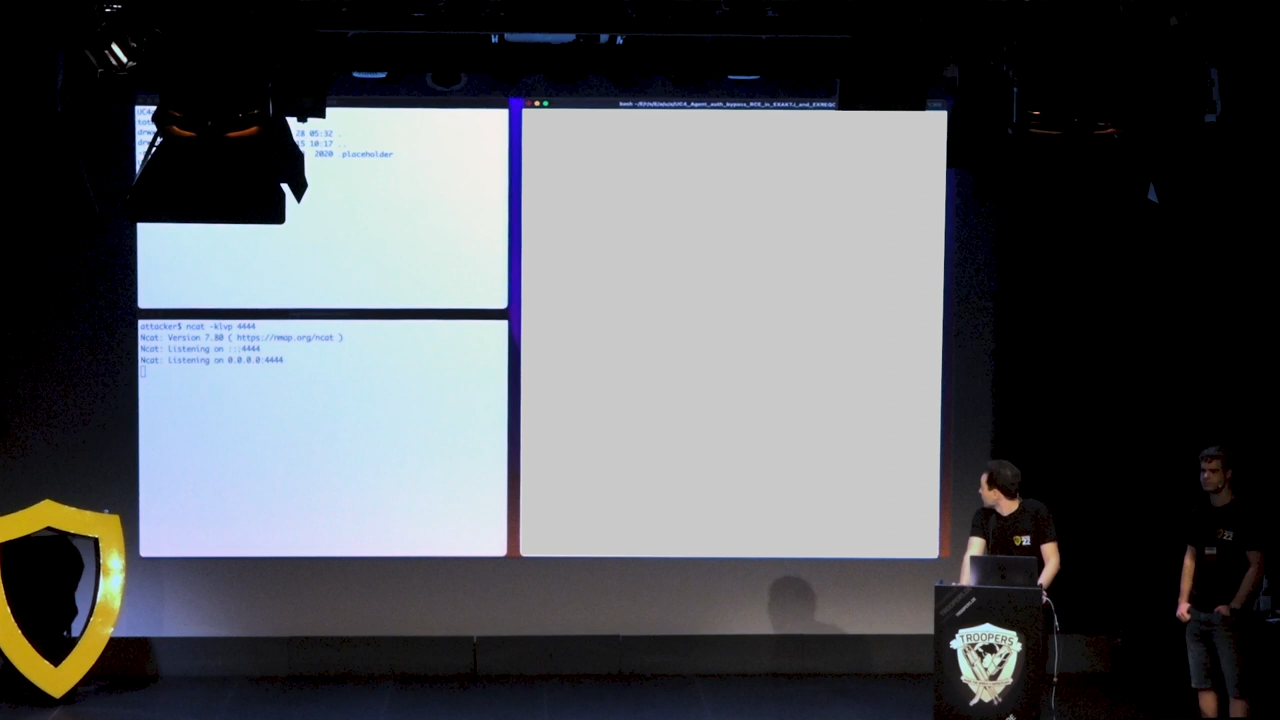 UC4
28 05:32 .
15 10:17 ..
2020 .placeholder
attacker$ ncat -klvp 4444
Ncat: Version 7.80 ( https://nmap.org/ncat )
Ncat: Listening on :::4444
Ncat: Listening on 0.0.0.0:4444
TROOPERS